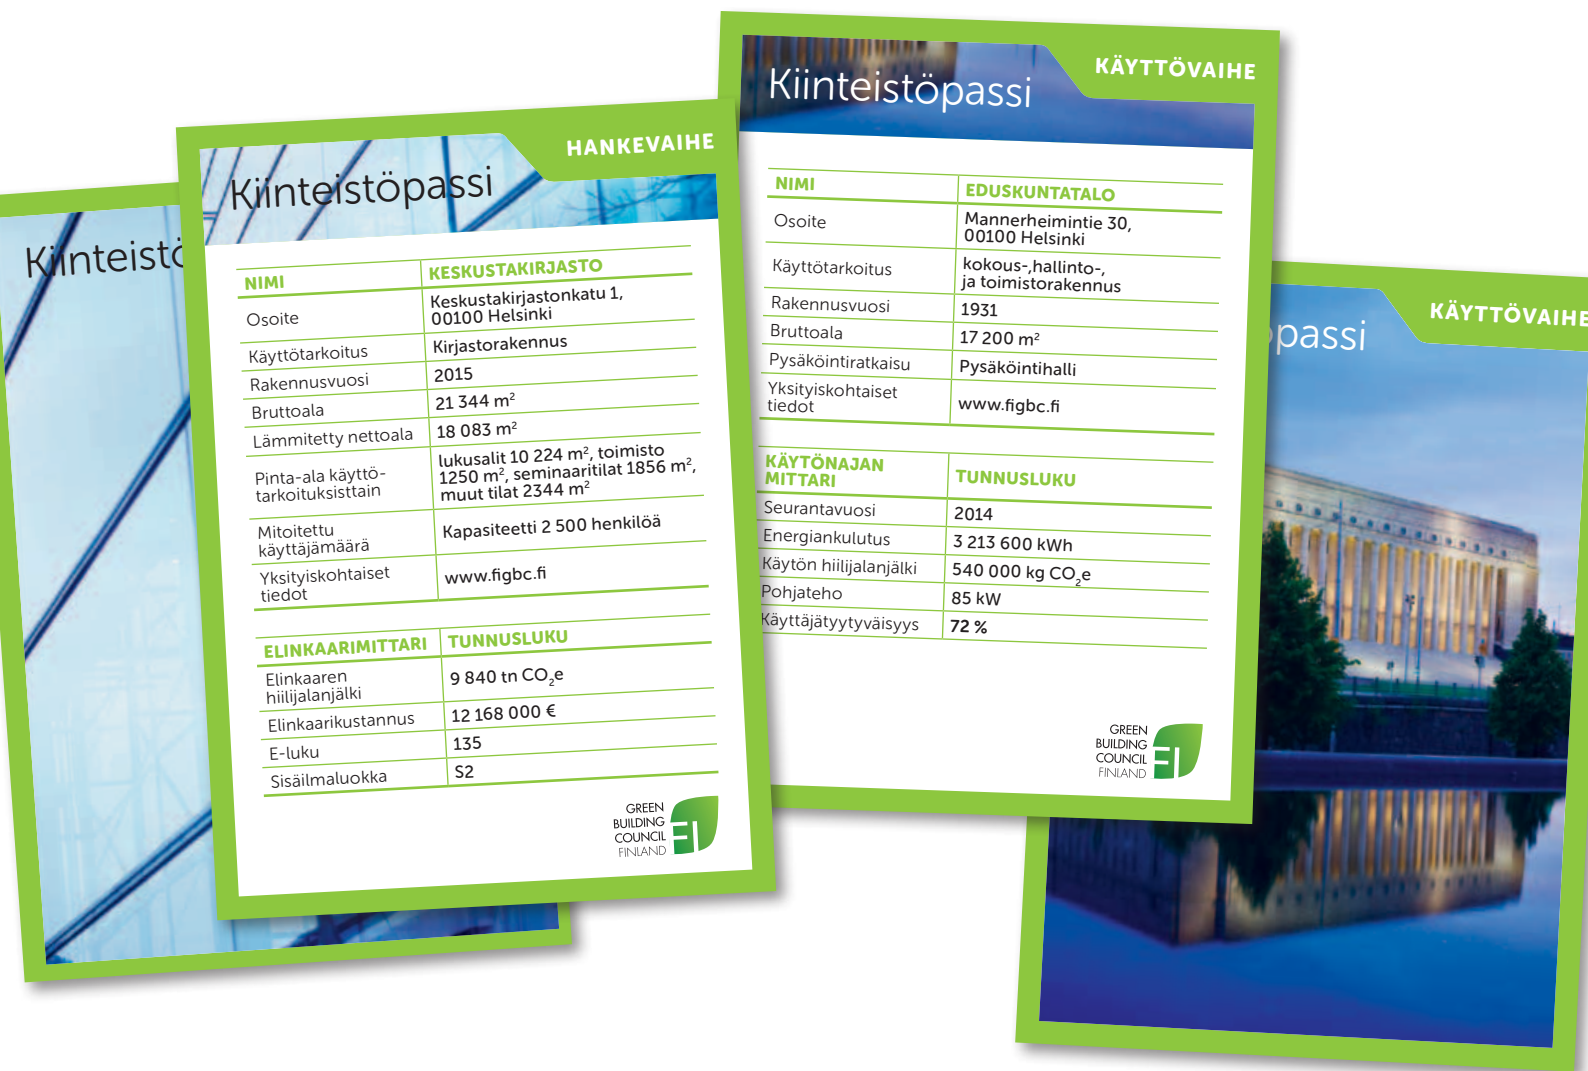 Kiinteistö
Kiinteistöpassi
HANKEVAIHE
NIMI KESKUSTAKIRJASTO
Osoite Keskustakirjastonkatu 1,
00100 Helsinki
Käyttötarkoitus Kirjastorakennus
Rakennusvuosi 2015
Bruttoala 21 344 m²
Lämmitetty nettoala 18 083 m²
Pinta-ala käyttö-
tarkoituksisttain
lukusalit 10 224 m², toimisto
1250 m², seminaaritilat 1856 m²,
muut tilat 2344 m²
Mitoitettu
käyttäjämäärä
Kapasiteetti 2 500 henkilöä
Yksityiskohtaiset
tiedot
www.figbc.fi
ELINKAARIMITTARI TUNNUSLUKU
Elinkaaren
hiilijalanjälki
9 840 tn CO₂e
Elinkaarikustannus 12 168 000 €
E-luku 135
Sisäilmaluokka S2
GREEN
BUILDING
COUNCIL
FINLAND
FI
Kiinteistöpassi
KÄYTTÖVAIHE
NIMI EDUSKUNTATALO
Osoite Mannerheimintie 30,
00100 Helsinki
Käyttötarkoitus kokous-,hallinto-,
ja toimistorakennus
Rakennusvuosi 1931
Bruttoala 17 200 m²
Pysäköintiratkaisu Pysäköintihalli
Yksityiskohtaiset
tiedot
www.figbc.fi
KÄYTÖNAJAN
MITTARI
TUNNUSLUKU
Seurantavuosi 2014
Energiankulutus 3 213 600 kWh
Käytön hiilijalanjälki 540 000 kg CO₂e
Pohjateho 85 kW
Käyttäjätyytyväisyys 72 %
GREEN
BUILDING
COUNCIL
FINLAND
FI
öpassi
KÄYTTÖVAIHE